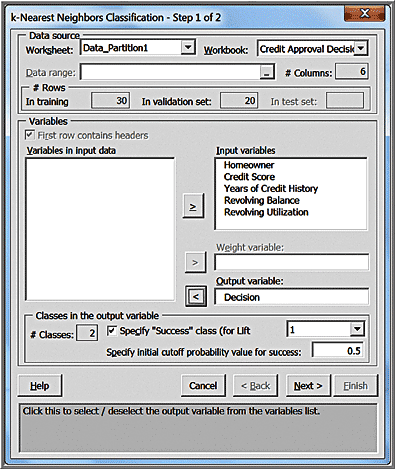 k-Nearest Neighbors Classification - Step 1 of 2
Data source
Worksheet: Data_Partition1 Workbook: Credit Approval Decisi
Data range: # Columns: 6
# Rows
In training 30 In validation set: 20 In test set:
Variables
First row contains headers
Variables in input data Input variables
Homeowner
Credit Score
Years of Credit History
Revolving Balance
Revolving Utilization
>
Weight variable:
>
Output variable:
< Decision
Classes in the output variable
# Classes: 2 Specify "Success" class (for Lift 1
Specify initial cutoff probability value for success: 0.5
Help Cancel < Back Next > Finish
Click this to select / deselect the output variable from the variables list.